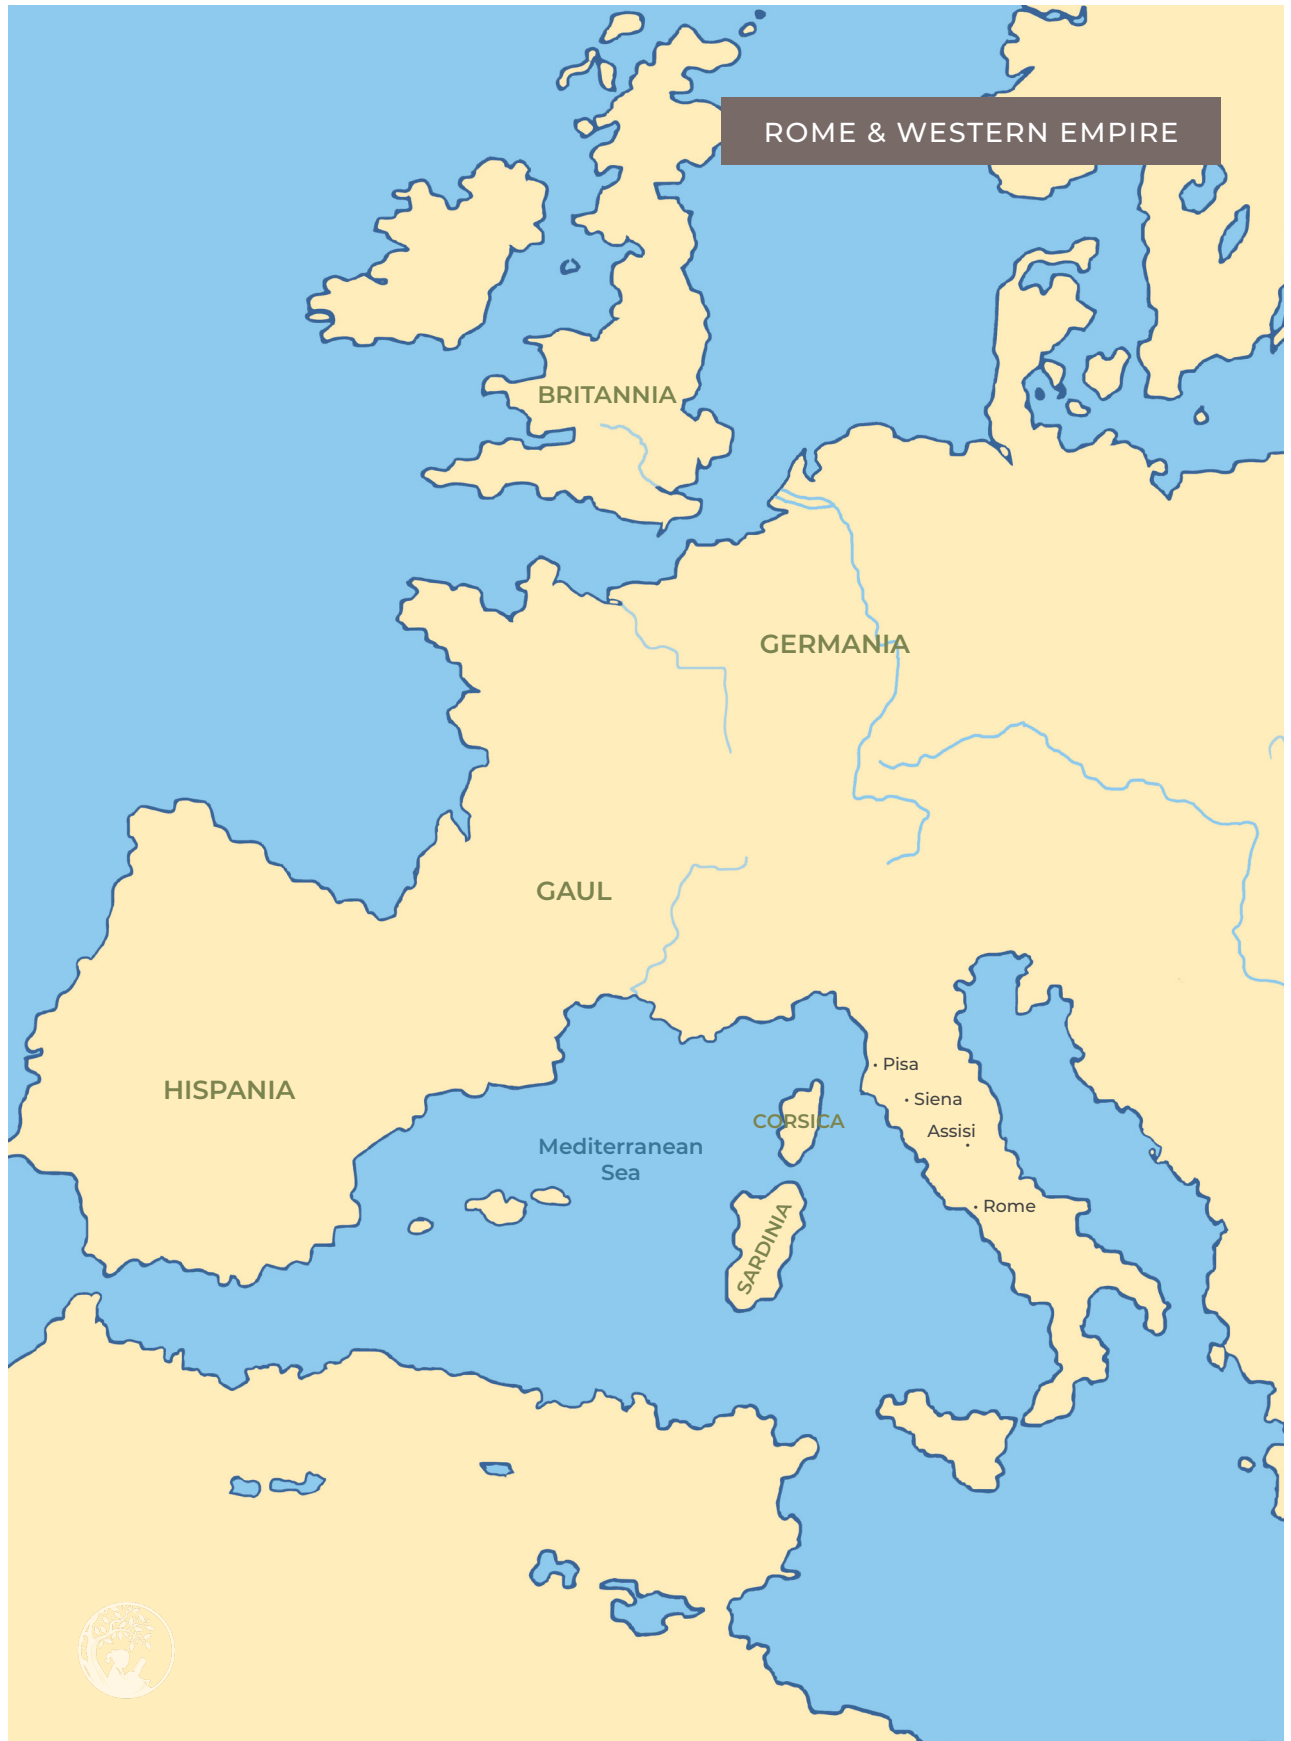 ROME & WESTERN EMPIRE
BRITANNIA
GERMANIA
GAUL
Pisa
HISPANIA
Siena
CORSICA
Assisi
Mediterranean
Sea
Rome
SARDINIA